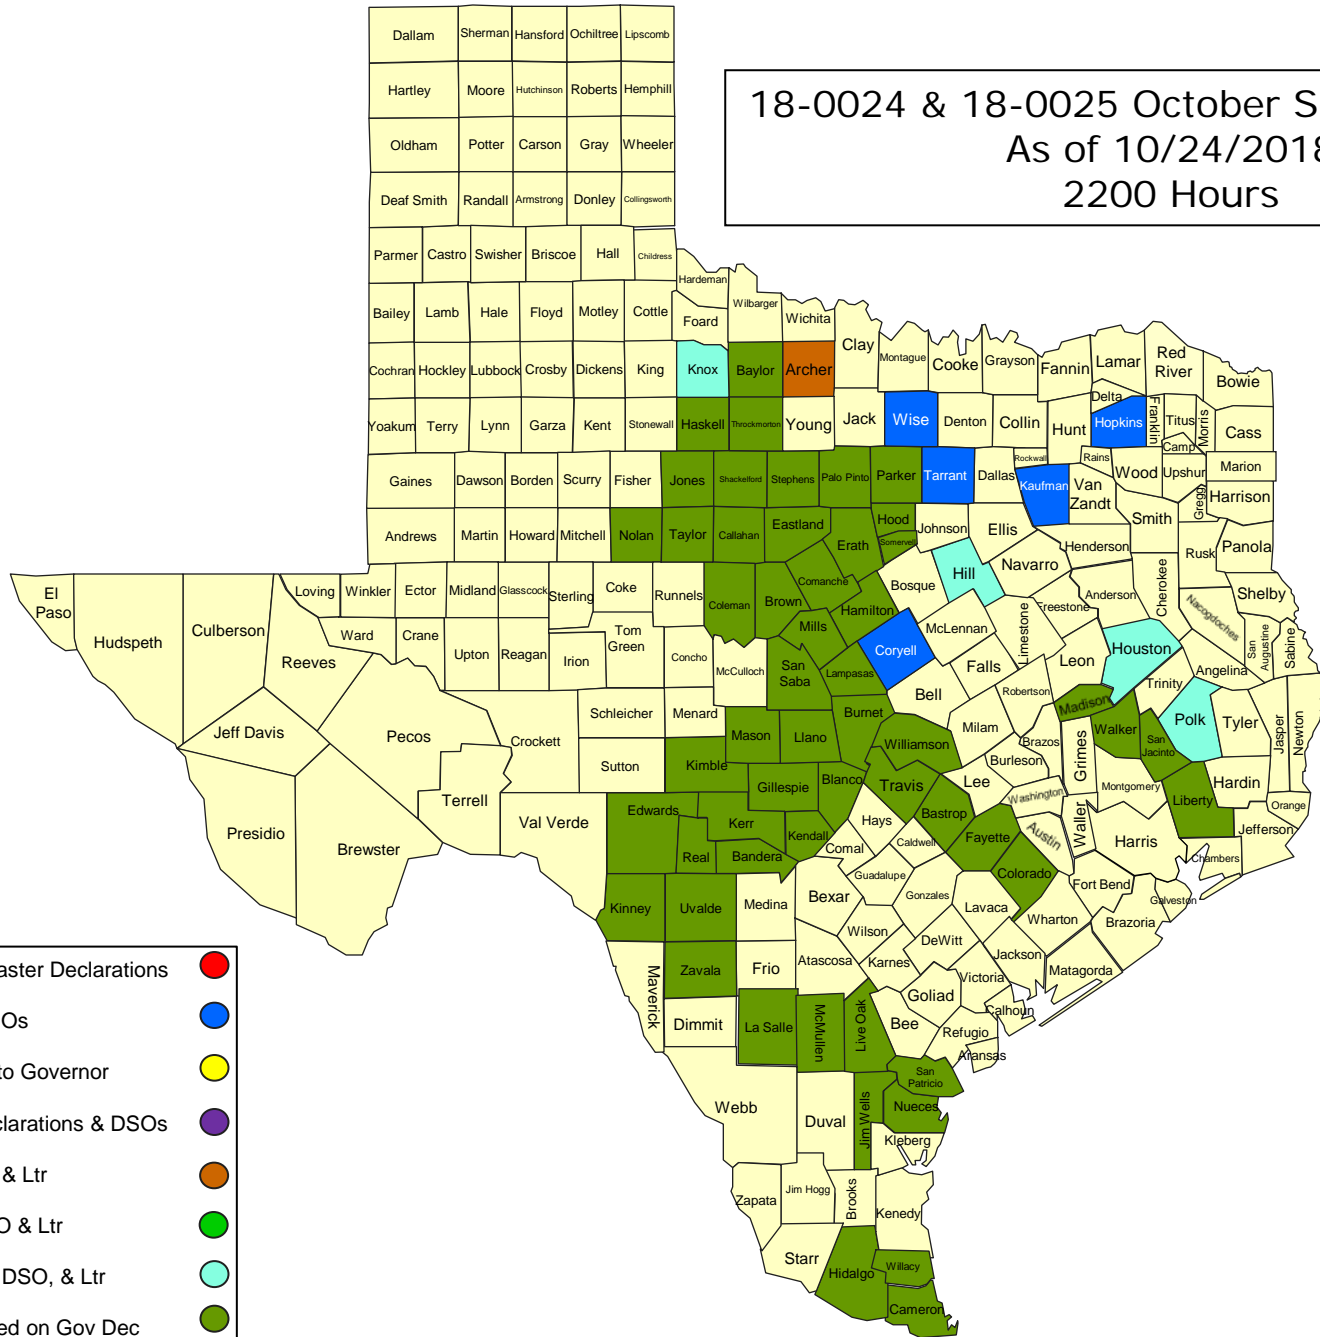 Dallam Sherman Hansford Ochiltree Lipscomb
Hartley Moore Hutchinson Roberts Hemphill
18-0024 & 18-0025 October S
As of 10/24/2018
2200 Hours
Oldham Potter Carson Gray Wheeler
Deaf Smith Randall Armstrong Donley Collingsworth
Parmer Castro Swisher Briscoe Hall Childress
Hardeman
Wilbarger
Bailey Lamb Hale Floyd Motley Cottle Foard Wichita
Clay Montague Cooke Grayson Fannin Lamar Red
River
Bowie
Cochran Hockley Lubbock Crosby Dickens King Knox Baylor Archer
Delta
Yoakum Terry Lynn Garza Kent Stonewall Haskell Throckmorton Young Jack Wise Denton Collin Hunt Hopkins Franklin Titus Morris Cass
Camp
Rockwall Rains Wood Upshur Marion
Gaines Dawson Borden Scurry Fisher Jones Shackelford Stephens Palo Pinto Parker Tarrant Dallas Kaufman Van
Zandt
Gregg Harrison
Smith
Andrews Martin Howard Mitchell Nolan Taylor Callahan Eastland Erath Hood Somervell Johnson Ellis Henderson Rusk Panola
El
Paso
Hudspeth Culberson Loving Winkler Ector Midland Glasscock Sterling Coke Runnels Coleman Brown Comanche Hamilton Bosque Hill Navarro Freestone Anderson Cherokee Nacogdoches Shelby
Reeves Ward Crane Upton Reagan Irion Tom
Green
Concho McCulloch Mills San
Saba
Lampasas Coryell McLennan Limestone Falls Leon Houston Angelina San
Augustine
Sabine
Trinity
Bell Robertson Madison
Jeff Davis Pecos Crockett Schleicher Menard Mason Llano Burnet Williamson Milam Brazos Grimes Walker San
Jacinto
Polk Tyler Jasper Newton
Sutton Kimble Gillespie Blanco Travis Lee Burleson Washington Montgomery Liberty Hardin Orange
Presidio Brewster Terrell Val Verde Edwards Kerr Kendall Hays Bastrop Fayette Austin Waller Harris Jefferson
Real Bandera Comal Caldwell Colorado Chambers
Guadalupe Gonzales Fort Bend Galveston
Kinney Uvalde Medina Bexar Lavaca Wharton Brazoria
Wilson DeWitt Jackson Matagorda
Maverick Zavala Frio Atascosa Karnes Victoria
Goliad Calhoun
Dimmit La Salle McMullen Live Oak Bee Refugio
Aransas
San
Patricio
Webb Duval Jim Wells Nueces
Kleberg
Zapata Jim Hogg Brooks Kenedy
Starr Hidalgo Willacy
Cameron
aster Declarations
Os
to Governor
clarations & DSOs
& Ltr
O & Ltr
DSO, & Ltr
ed on Gov Dec